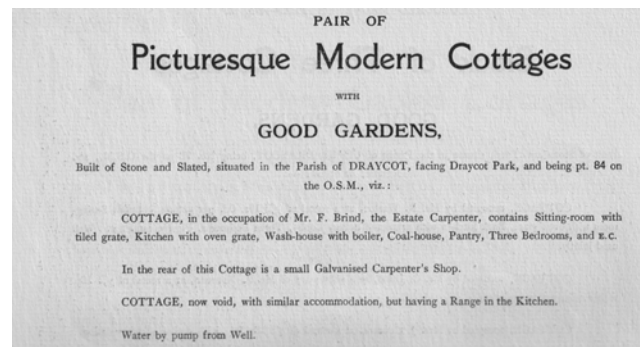 PAIR OF
Picturesque Modern Cottages
WITH
GOOD GARDENS,
Built of Stone and Slated, situated in the Parish of DRAYCOT, facing Draycot Park, and being pt. 84 on
the O.S.M., viz. :
COTTAGE, in the occupation of Mr. F. Brind, the Estate Carpenter, contains Sitting-room with
tiled grate, Kitchen with oven grate, Wash-house with boiler, Coal-house, Pantry, Three Bedrooms, and E.C.
In the rear of this Cottage is a small Galvanised Carpenter's Shop.
COTTAGE, now void, with similar accommodation, but having a Range in the Kitchen.
Water by pump from Well.